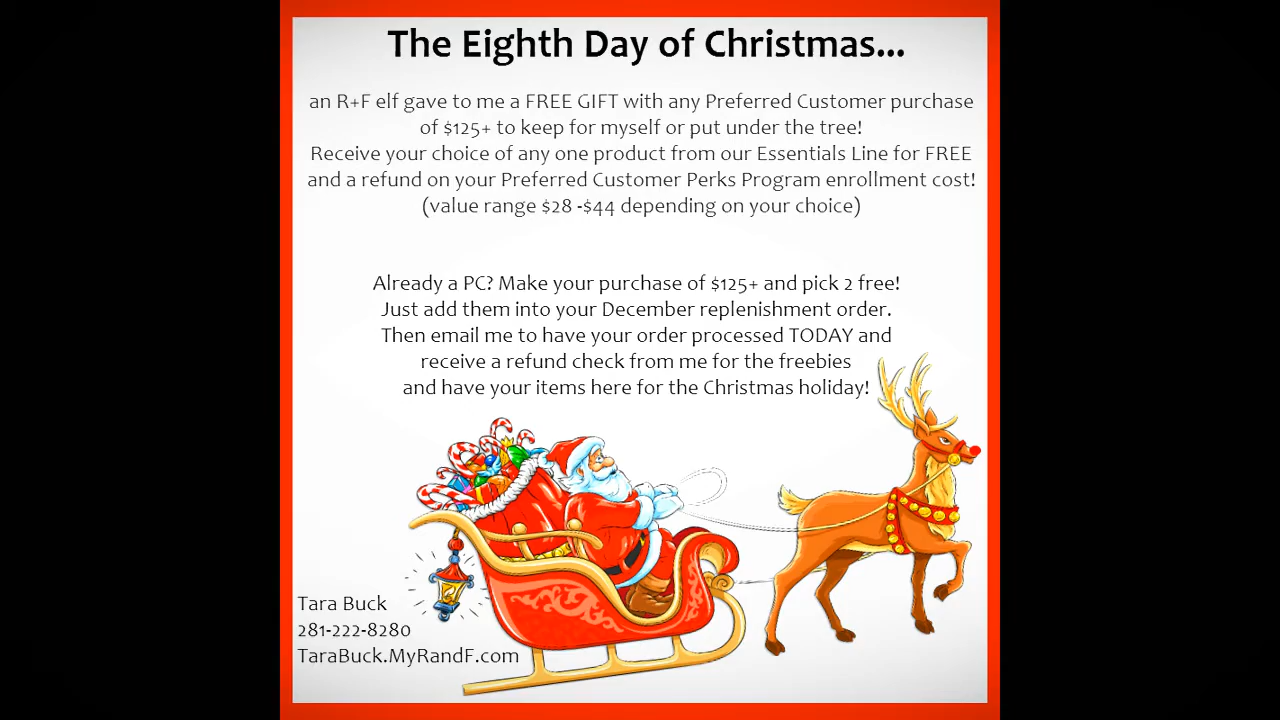 The Eighth Day of Christmas...
an R+F elf gave to me a FREE GIFT with any Preferred Customer purchase
of $125+ to keep for myself or put under the tree!
Receive your choice of any one product from our Essentials Line for FREE
and a refund on your Preferred Customer Perks Program enrollment cost!
(value range $28 -$44 depending on your choice)
Already a PC? Make your purchase of $125+ and pick 2 free!
Just add them into your December replenishment order.
Then email me to have your order processed TODAY and
receive a refund check from me for the freebies
and have your items here for the Christmas holiday!
Tara Buck
281-222-8280
TaraBuck.MyRandF.com